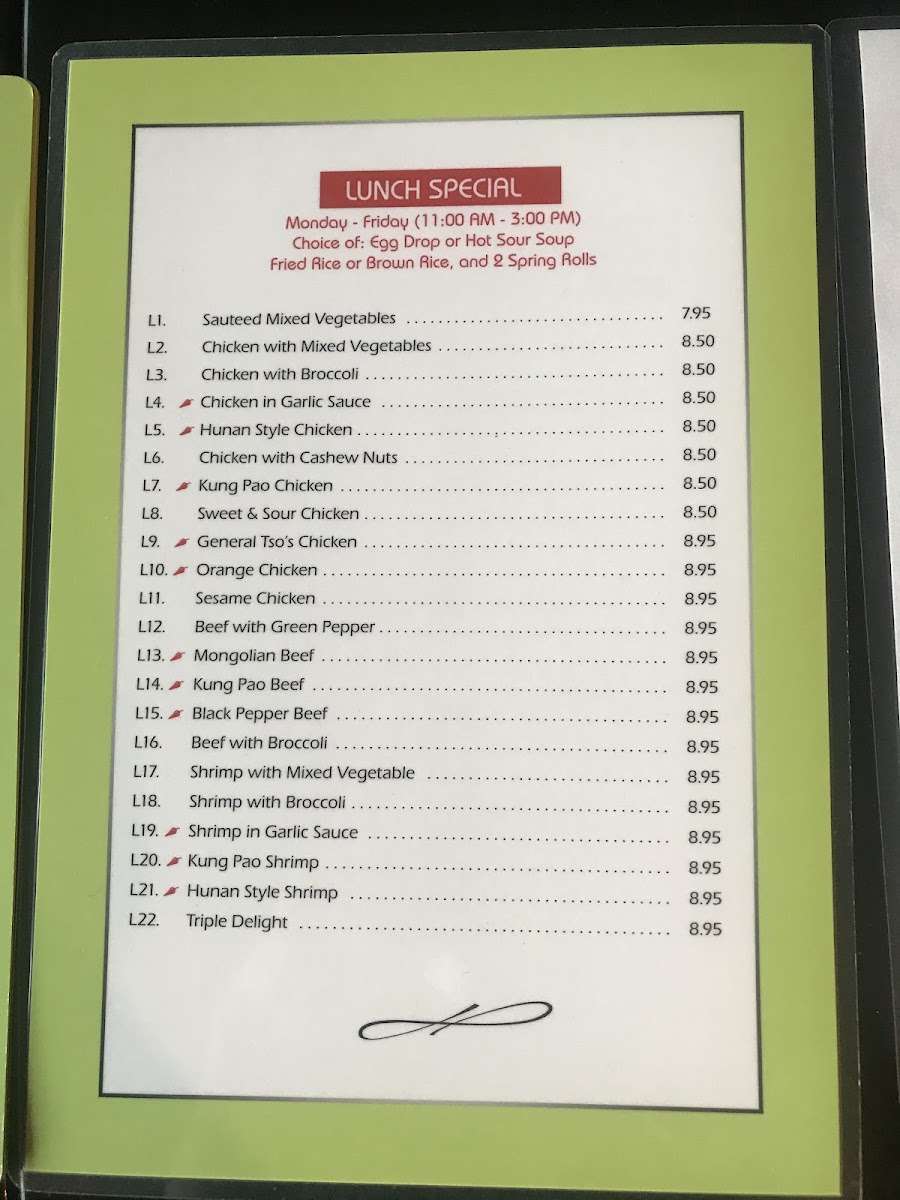 LUNCH SPECIAL
Monday - Friday (11:00 AM - 3:00 PM)
Choice of: Egg Drop or Hot Sour Soup
Fried Rice or Brown Rice, and 2 Spring Rolls
L1. Sauteed Mixed Vegetables 7.95
L2. Chicken with Mixed Vegetables 8.50
L3. Chicken with Broccoli 8.50
L4. Chicken in Garlic Sauce 8.50
L5. Hunan Style Chicken 8.50
L6. Chicken with Cashew Nuts 8.50
L7. Kung Pao Chicken 8.50
L8. Sweet & Sour Chicken 8.50
L9. General Tso's Chicken 8.95
L10. Orange Chicken 8.95
L11. Sesame Chicken 8.95
L12. Beef with Green Pepper 8.95
L13. Mongolian Beef 8.95
L14. Kung Pao Beef 8.95
L15. Black Pepper Beef 8.95
L16. Beef with Broccoli 8.95
L17. Shrimp with Mixed Vegetable 8.95
L18. Shrimp with Broccoli 8.95
L19. Shrimp in Garlic Sauce 8.95
L20. Kung Pao Shrimp 8.95
L21. Hunan Style Shrimp 8.95
L22. Triple Delight 8.95